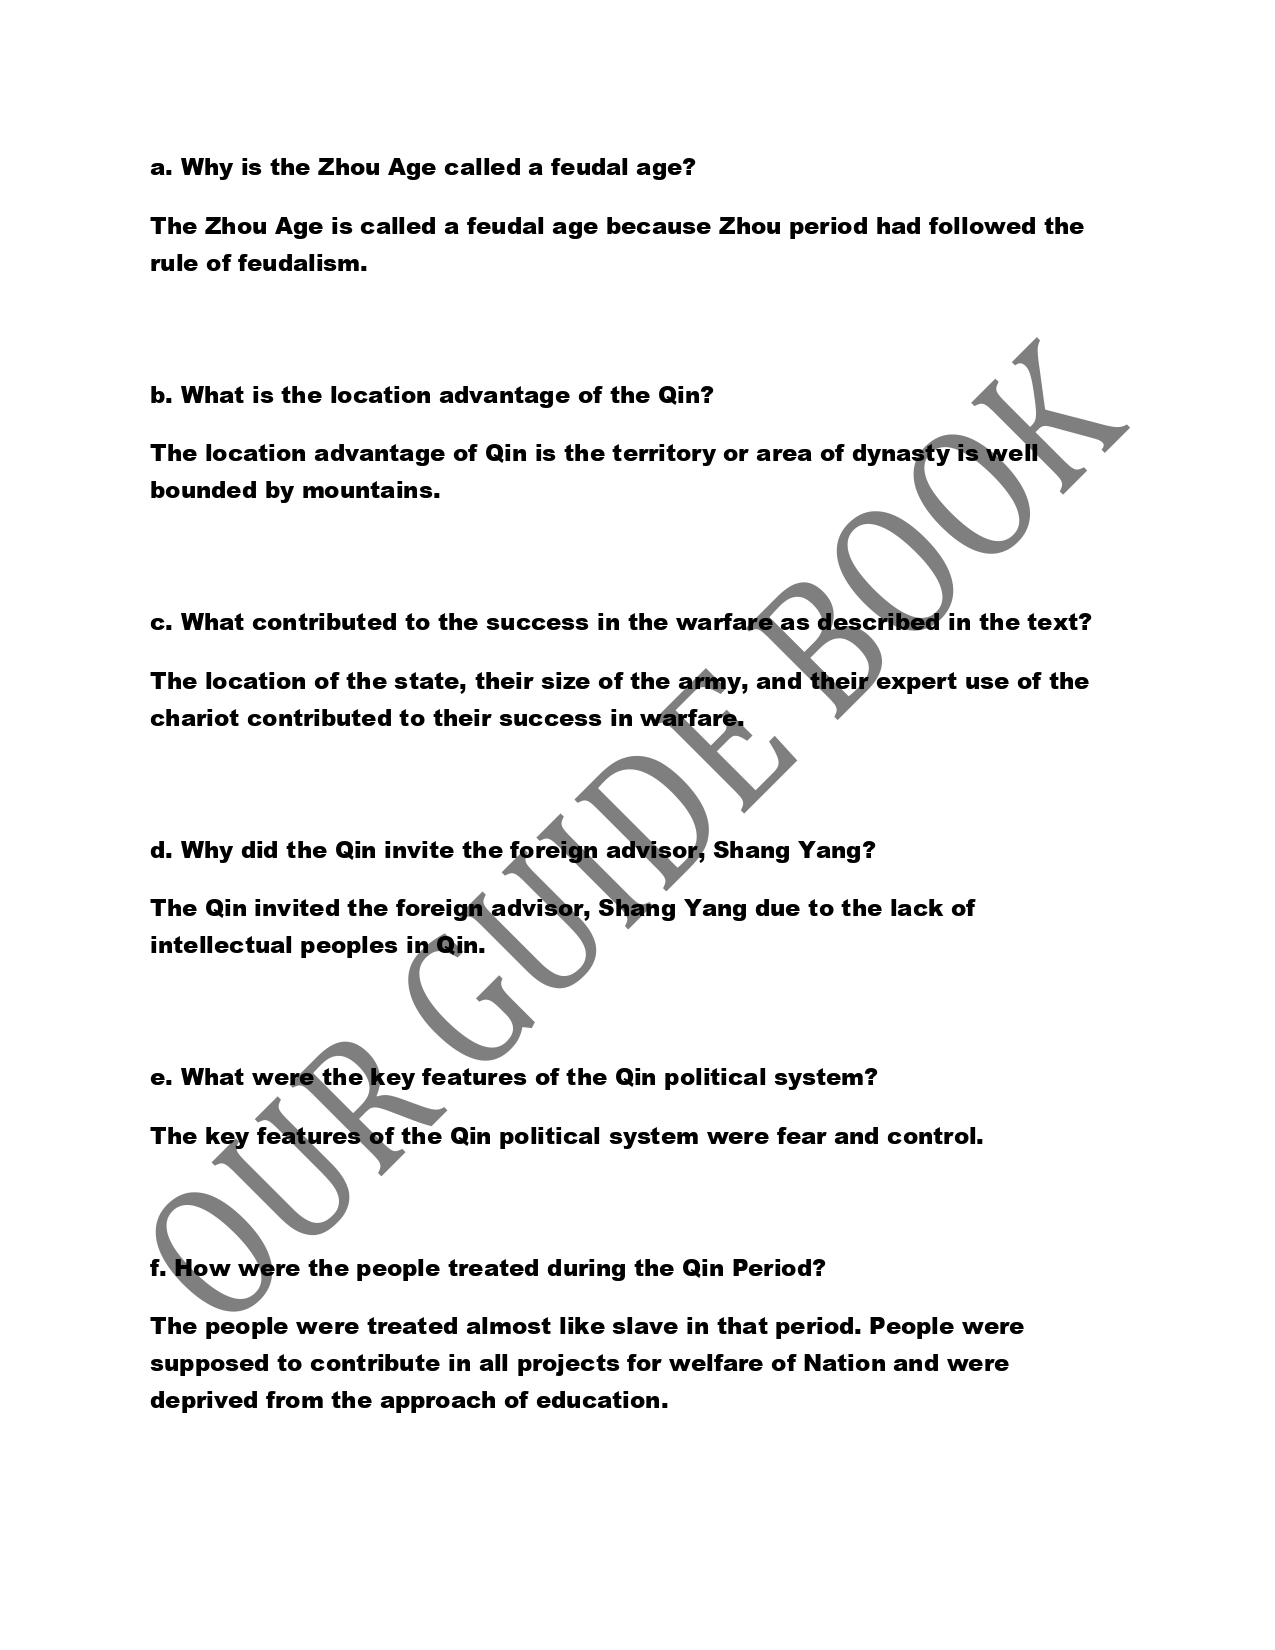 a. Why is the Zhou Age called a feudal age?
The Zhou Age is called a feudal age because Zhou period had followed the
rule of feudalism.
b. What is the location advantage of the Qin?
The location advantage of Qin is the territory or area of dynasty is well
bounded by mountains.
c. What contributed to the success in the warfare as described in the text?
The location of the state, their size of the army, and their expert use of the
chariot contributed to their success in warfare.
d. Why did the Qin invite the foreign advisor, Shang Yang?
The Qin invited the foreign advisor, Shang Yang due to the lack of
intellectual peoples in Qin.
e. What were the key features of the Qin political system?
The key features of the Qin political system were fear and control.
f. How were the people treated during the Qin Period?
The people were treated almost like slave in that period. People were
supposed to contribute in all projects for welfare of Nation and were
deprived from the approach of education.
OUR GUIDE BOOK